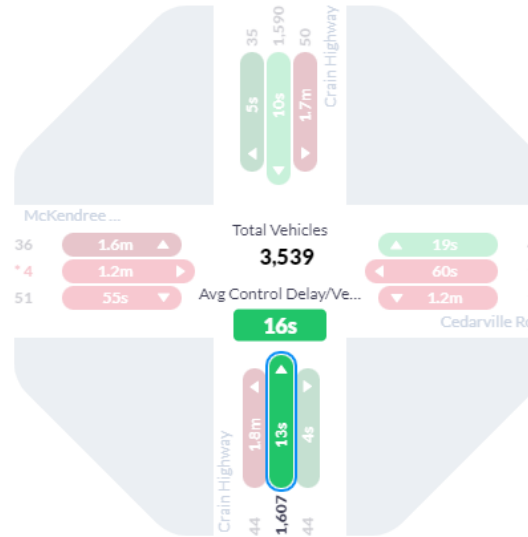 35
1,590
50
Crain Highway
5s
10s
1.7m
McKendree ...
36
1.6m
* 4
1.2m
51
55s
Total Vehicles
3,539
Avg Control Delay/Ve...
16s
19s
60s
1.2m
Cedarville Ro
1.8m
13s
4s
Crain Highway
44
1,607
44